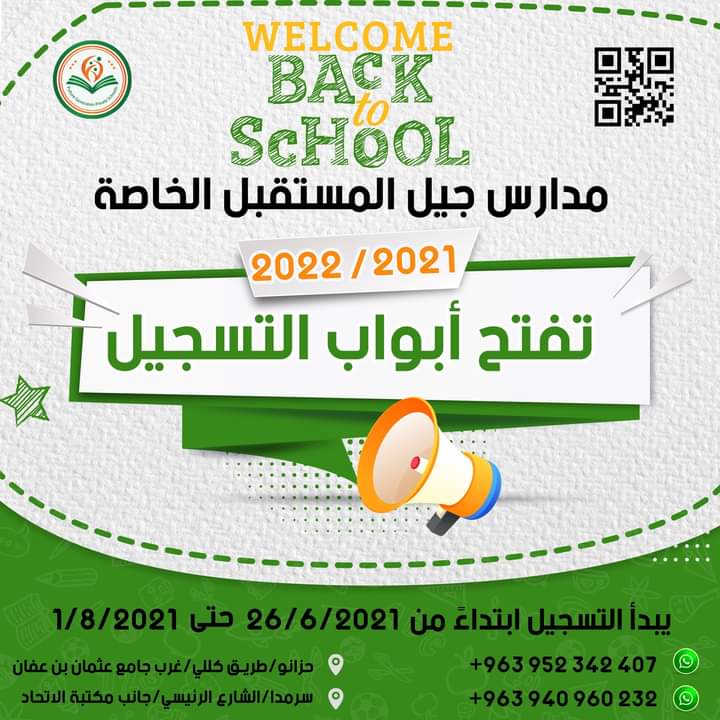 WELCOME
BACK
to
ScHOOL
مدارس جيل المستقبل الخاصة
2022 / 2021
تفتح أبواب التسجيل
يبدأ التسجيل ابتداءً من 26/6/2021 حتى 1/8/2021
+963 952 342 407
حزانو/طريق كللي/غرب جامع عثمان بن عفان
+963 940 960 232
سرمدا/الشارع الرئيسي/جانب مكتبة الاتحاد